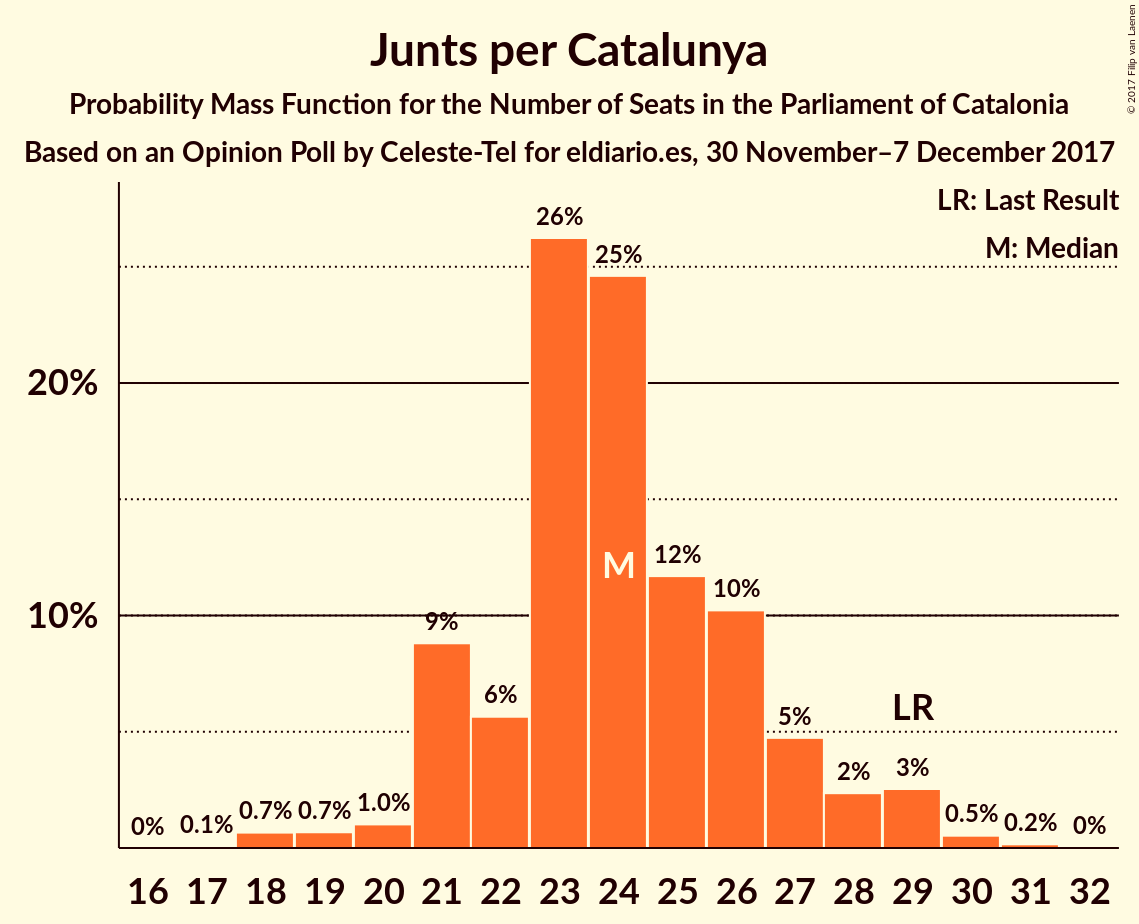 Junts per Catalunya
Probability Mass Function for the Number of Seats in the Parliament of Catalonia
Based on an Opinion Poll by Celeste-Tel for eldiario.es, 30 November–7 December 2017
© 2017 Filip van Laenen
LR: Last Result
M: Median
26%
25%
20%
M
12%
10%
10%
9%
6%
LR
5%
2%
3%
0%
0.1%
0.7%
0.7%
1.0%
0.5%
0.2%
0%
16 17 18 19 20 21 22 23 24 25 26 27 28 29 30 31 32